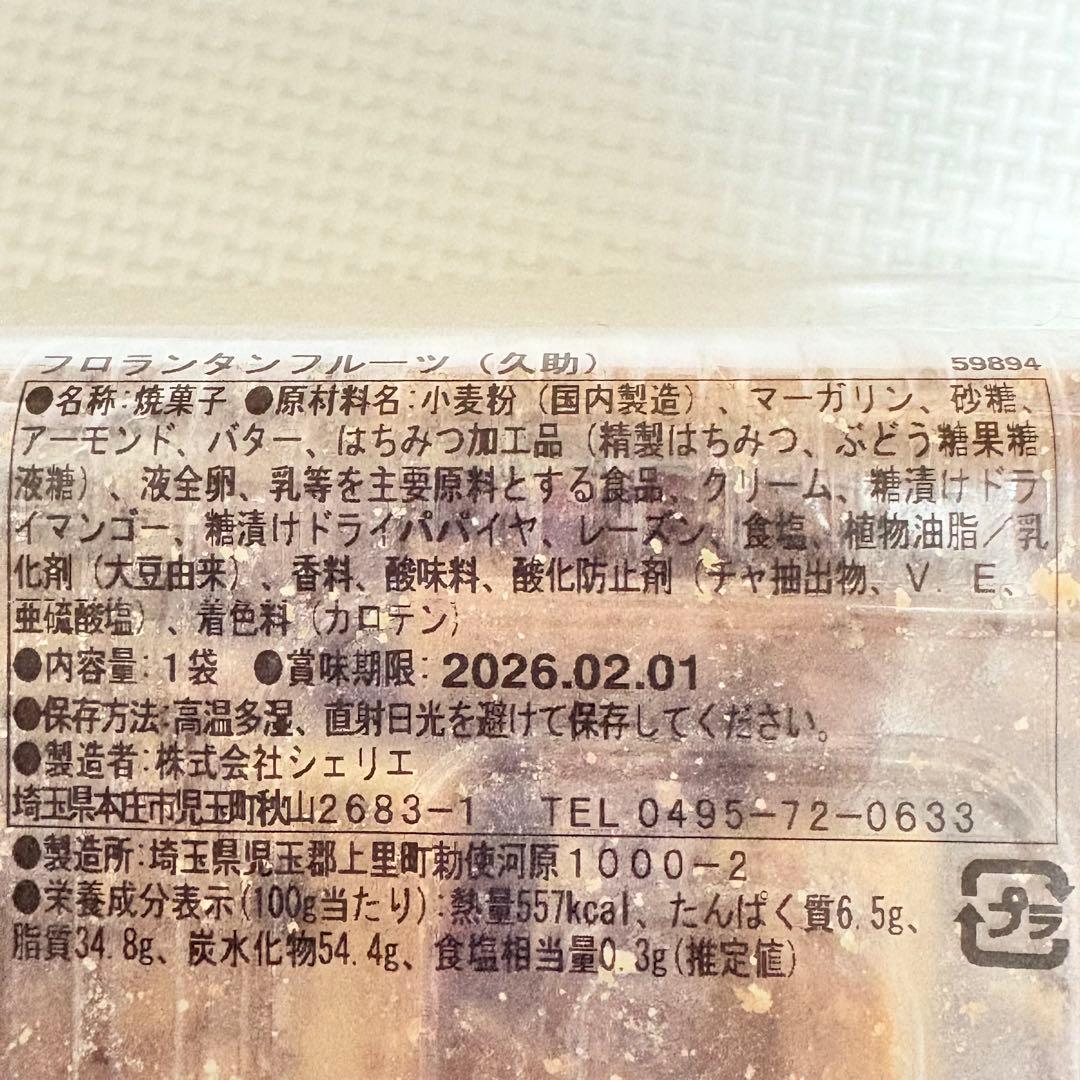 フロランタンフルーツ（久助） 59894
●名称:焼菓子 ●原材料名:小麦粉（国内製造）、マーガリン、砂糖、
アーモンド、バター、はちみつ加工品（精製はちみつ、ぶどう糖果糖
液糖）、液全卵、乳等を主要原料とする食品、クリーム、糖漬けドラ
イマンゴー、糖漬けドライパパイヤ、レーズン、食塩、植物油脂／乳
化剤（大豆由来）、香料、酸味料、酸化防止剤（チャ抽出物、V．E、
亜硫酸塩）、着色料（カロテン）
●内容量:1袋 ●賞味期限:2026.02.01
●保存方法:高温多湿、直射日光を避けて保存してください。
●製造者:株式会社シェリエ
埼玉県本庄市児玉町秋山2683-1 TEL 0495-72-0633
●製造所:埼玉県児玉郡上里町勅使河原1000-2
●栄養成分表示(100g当たり):熱量557kcal、たんぱく質6.5g、
脂質34.8g、炭水化物54.4g、食塩相当量0.3g(推定値)
プラ